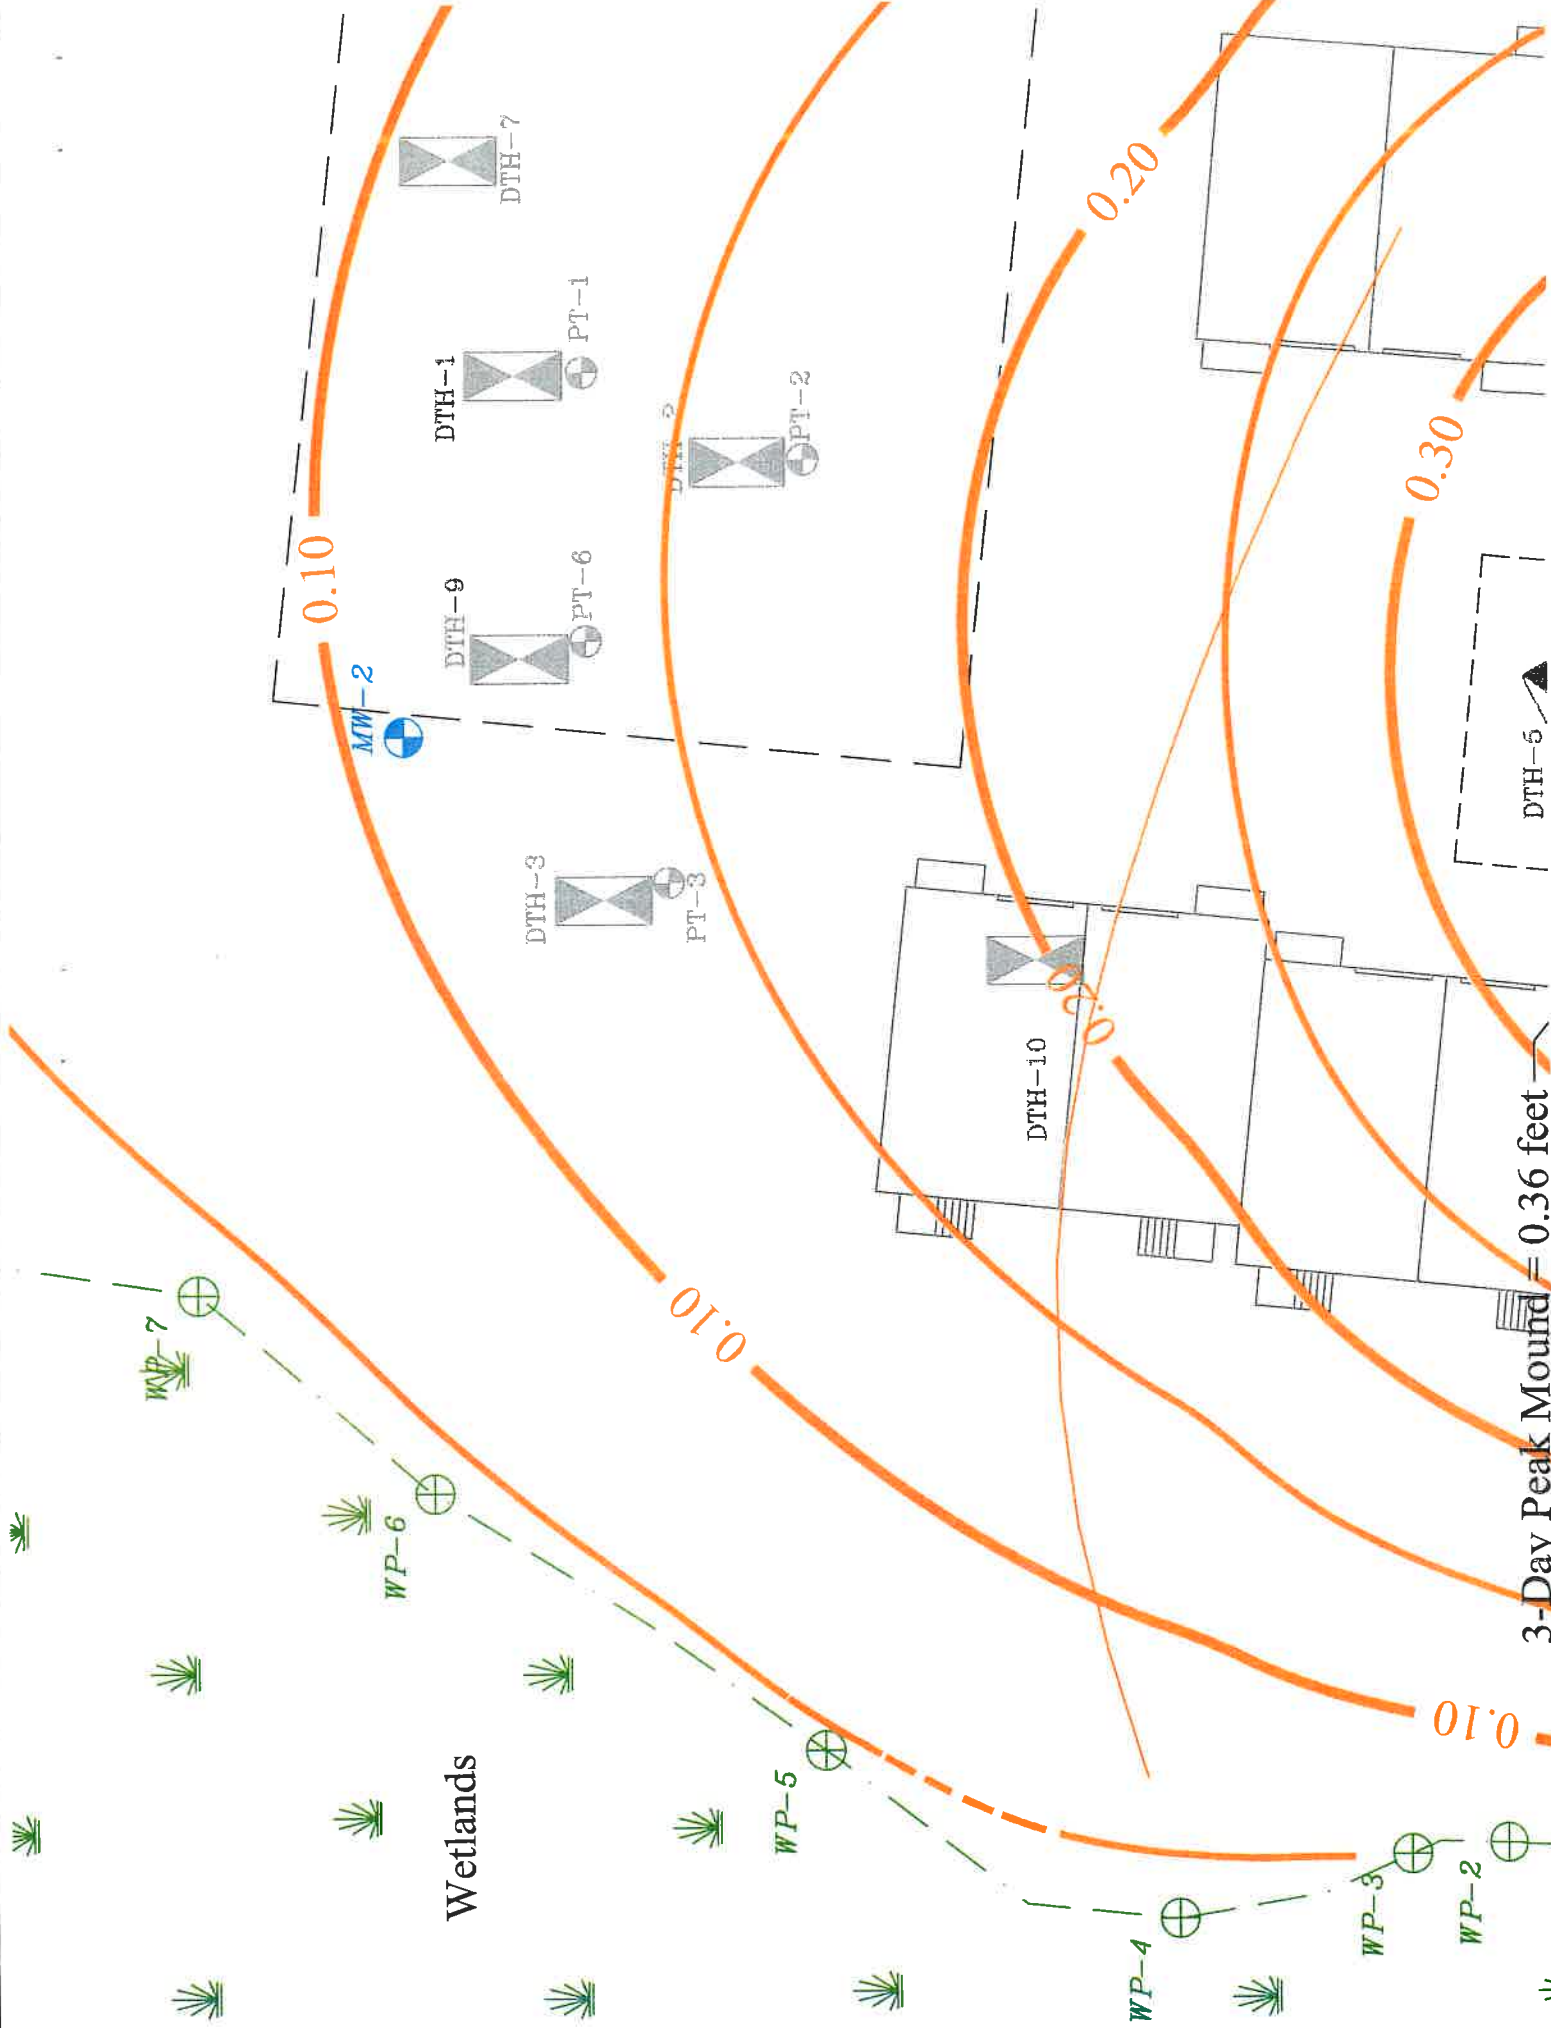 DTH-7
PT-1
DTH-1
0.20
PT-2
0.30
0.10
PT-6
DTH-9
MW-2
DTH-5
DTH-3
PT-3
0.20
DTH-10
3-Day Peak Mound = 0.36 feet
0.10
WP-7
WP-6
0.10
WP-5
Wetlands
WP-3
WP-2
WP-4